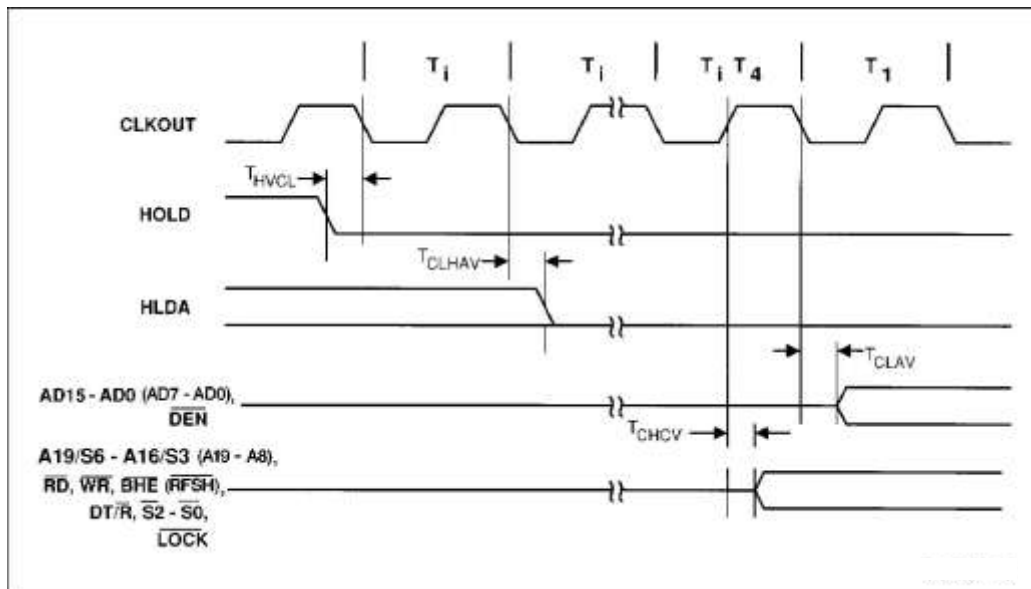 T i T i T i T 4 T 1
CLKOUT
T HVCL
HOLD
T CLHAV
HLDA
T CLAV
AD15 - AD0 (AD7 - AD0),
DEN
T CHCV
A19/S6 - A16/S3 (A19 - A8),
RD, WR, BHE (RFSH),
DT/R, S2 - S0,
LOCK